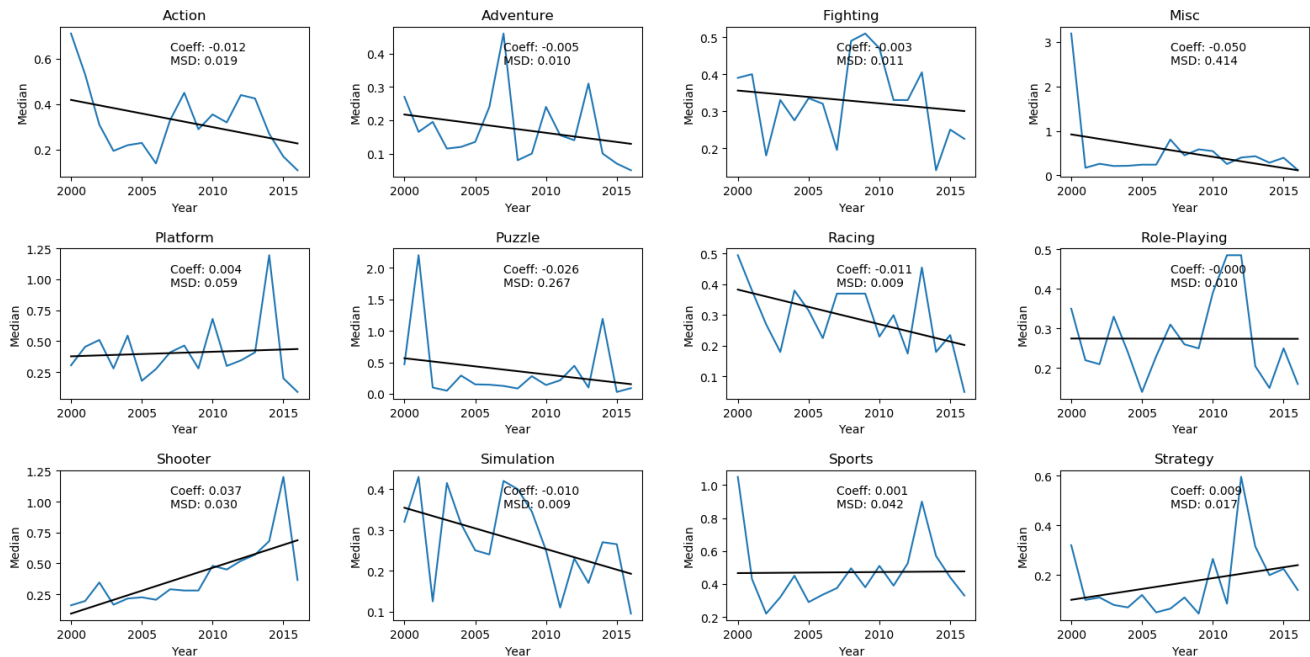 Action
Coeff: -0.012
MSD: 0.019
0.6
0.4
0.2
Median
2000 2005 2010 2015
Year
Adventure
Coeff: -0.005
MSD: 0.010
0.4
0.3
0.2
0.1
Median
2000 2005 2010 2015
Year
Fighting
Coeff: -0.003
MSD: 0.011
0.5
0.4
0.3
0.2
Median
2000 2005 2010 2015
Year
Misc
Coeff: -0.050
MSD: 0.414
3
2
1
0
Median
2000 2005 2010 2015
Year
Platform
Coeff: 0.004
MSD: 0.059
1.25
1.00
0.75
0.50
0.25
Median
2000 2005 2010 2015
Year
Puzzle
Coeff: -0.026
MSD: 0.267
2.0
1.5
1.0
0.5
0.0
Median
2000 2005 2010 2015
Year
Racing
Coeff: -0.011
MSD: 0.009
0.5
0.4
0.3
0.2
0.1
Median
2000 2005 2010 2015
Year
Role-Playing
Coeff: -0.000
MSD: 0.010
0.5
0.4
0.3
0.2
Median
2000 2005 2010 2015
Year
Shooter
Coeff: 0.037
MSD: 0.030
1.25
1.00
0.75
0.50
0.25
Median
2000 2005 2010 2015
Year
Simulation
Coeff: -0.010
MSD: 0.009
0.4
0.3
0.2
0.1
Median
2000 2005 2010 2015
Year
Sports
Coeff: 0.001
MSD: 0.042
1.0
0.8
0.6
0.4
0.2
Median
2000 2005 2010 2015
Year
Strategy
Coeff: 0.009
MSD: 0.017
0.6
0.4
0.2
Median
2000 2005 2010 2015
Year